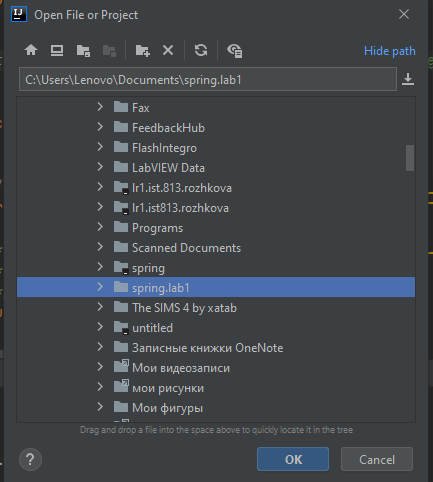 Open File or Project
Hide path
C:\Users\Lenovo\Documents\spring.lab1
Fax
FeedbackHub
FlashIntegro
LabVIEW Data
lr1.ist.813.rozhkova
lr1.ist813.rozhkova
Programs
Scanned Documents
spring
spring.lab1
The SIMS 4 by xatab
untitled
Записные книжки OneNote
Мои видеозаписи
мои рисунки
Мои фигуры
Drag and drop a file into the space above to quickly locate it in the tree
? OK Cancel